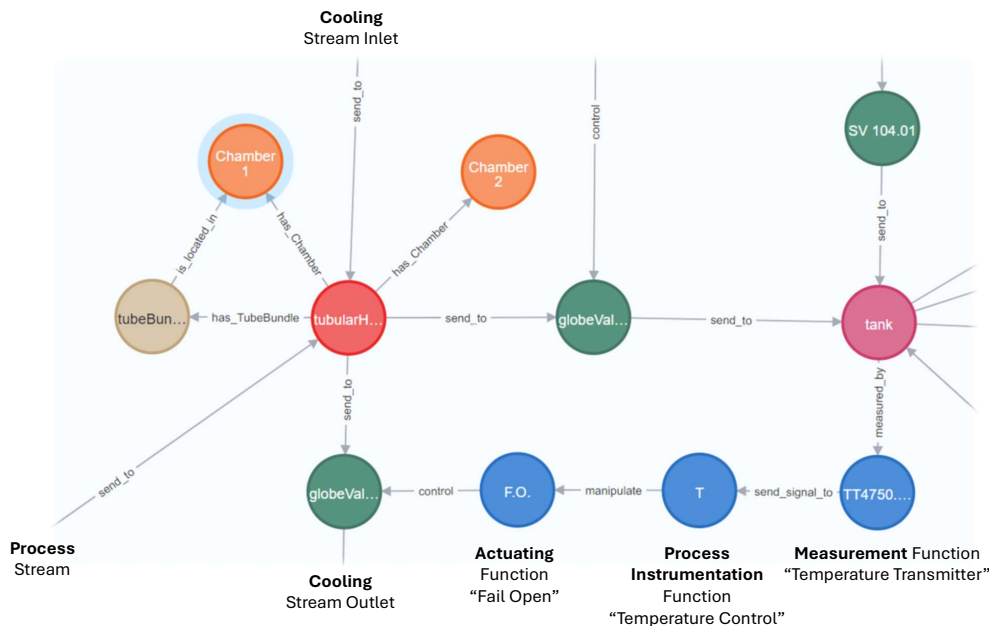 Cooling
Stream Inlet
send_to
control
SV 104.01
Chamber
1
Chamber
2
is_located_in
has_Chamber
has_Chamber
send_to
tubeBun...
has_TubeBundle
tubularH...
send_to
globeVal...
send_to
tank
send_to
send_to
measured_by
globeVal...
control
F.O.
manipulate
T
send_signal_to
TT4750....
Process
Stream
Cooling
Stream Outlet
Actuating
Function
“Fail Open”
Process
Instrumentation
Function
“Temperature Control”
Measurement Function
“Temperature Transmitter”